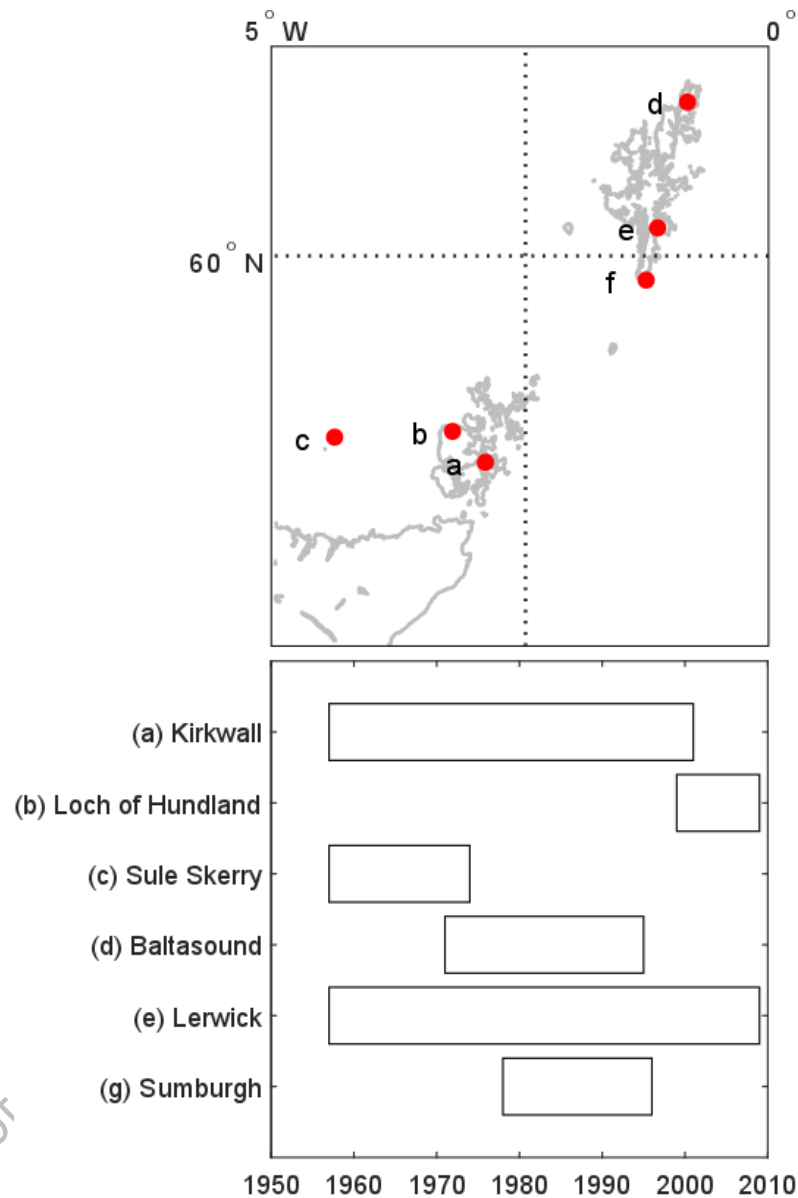 5° W 0°
d
e
60° N
f
b
c
a
(a) Kirkwall
(b) Loch of Hundland
(c) Sule Skerry
(d) Baltasound
(e) Lerwick
(g) Sumburgh
1950 1960 1970 1980 1990 2000 2010